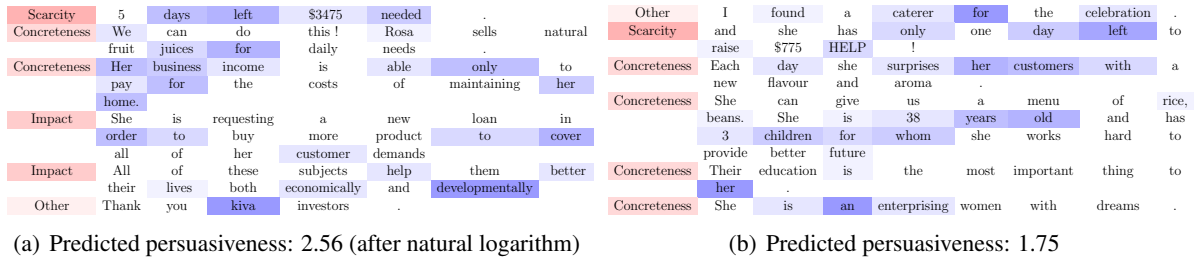 Scarcity 5 days left $3475 needed .
Concreteness We can do this ! Rosa sells natural
fruit juices for daily needs .
Concreteness Her business income is able only to
pay for the costs of maintaining her
home.
Impact She is requesting a new loan in
order to buy more product to cover
all of her customer demands
Impact All of these subjects help them better
their lives both economically and developmentally
Other Thank you kiva investors .
(a) Predicted persuasiveness: 2.56 (after natural logarithm)
Other I found a caterer for the celebration .
Scarcity and she has only one day left to
raise $775 HELP !
Concreteness Each day she surprises her customers with a
new flavour and aroma .
Concreteness She can give us a menu of rice,
beans. She is 38 years old and has
3 children for whom she works hard to
provide better future
Concreteness Their education is the most important thing to
her .
Concreteness She is an enterprising women with dreams .
(b) Predicted persuasiveness: 1.75